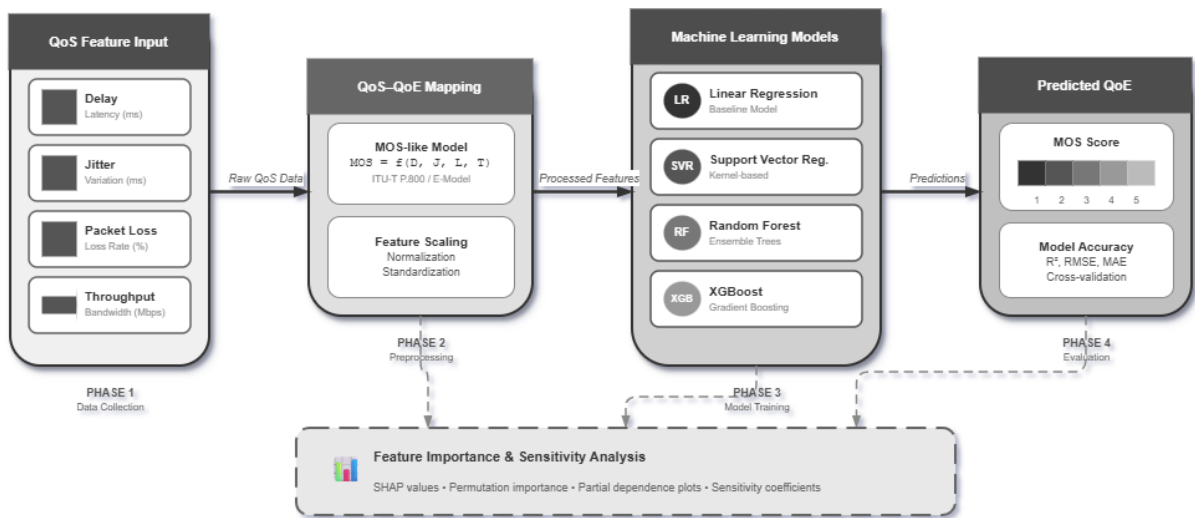 QoS Feature Input
Delay
Latency (ms)
Jitter
Variation (ms)
Packet Loss
Loss Rate (%)
Throughput
Bandwidth (Mbps)
PHASE 1
Data Collection
Raw QoS Data
QoS–QoE Mapping
MOS-like Model
MOS = f(D, J, L, T)
ITU-T P.800 / E-Model
Feature Scaling
Normalization
Standardization
PHASE 2
Preprocessing
Processed Features
Machine Learning Models
LR
Linear Regression
Baseline Model
SVR
Support Vector Reg.
Kernel-based
RF
Random Forest
Ensemble Trees
XGB
XGBoost
Gradient Boosting
PHASE 3
Model Training
Predictions
Predicted QoE
MOS Score
1 2 3 4 5
Model Accuracy
R², RMSE, MAE
Cross-validation
PHASE 4
Evaluation
Feature Importance & Sensitivity Analysis
SHAP values • Permutation importance • Partial dependence plots • Sensitivity coefficients